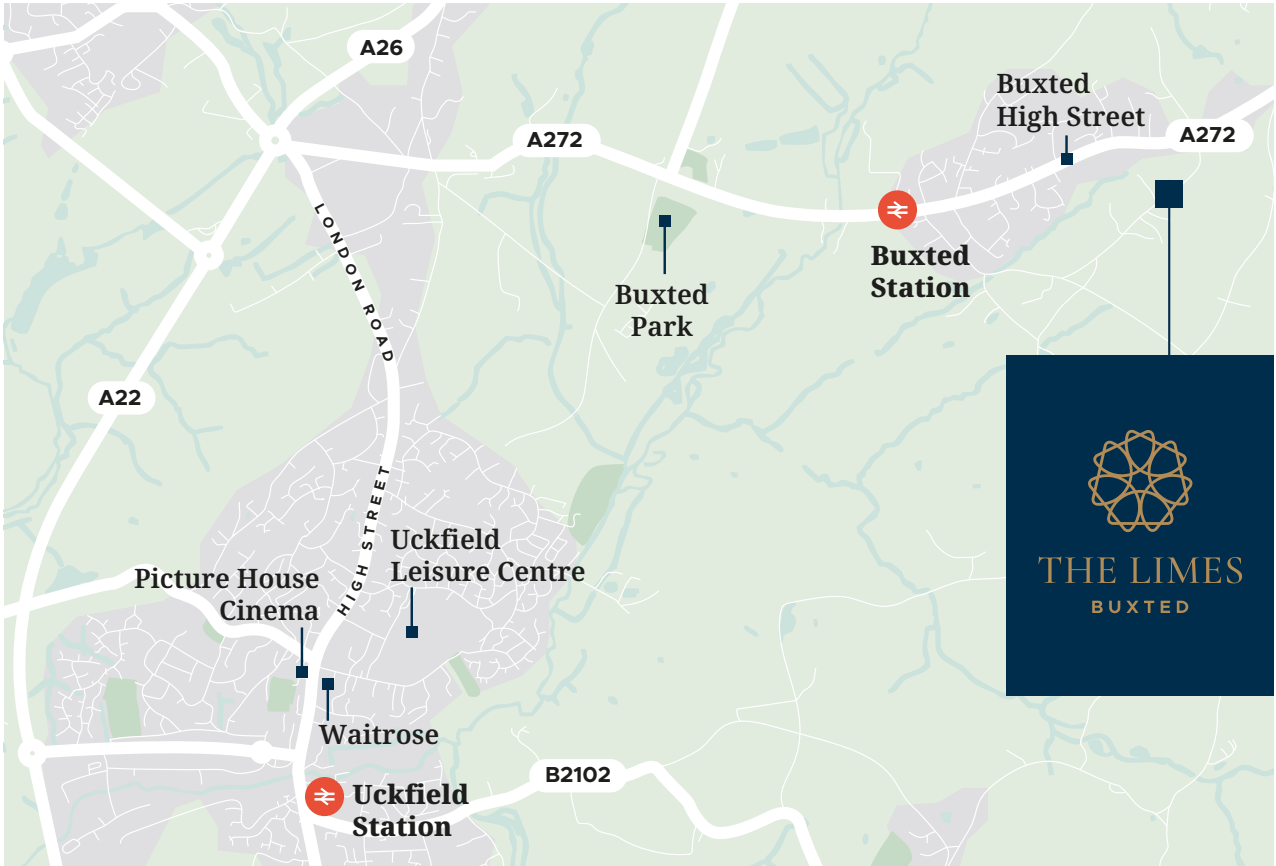 A26
Buxted
High Street
A272
A272
LONDON ROAD
Buxted
Station
Buxted
Park
A22
HIGH STREET
Uckfield
Leisure Centre
Picture House
Cinema
THE LIMES
BUXTED
Waitrose
B2102
Uckfield
Station